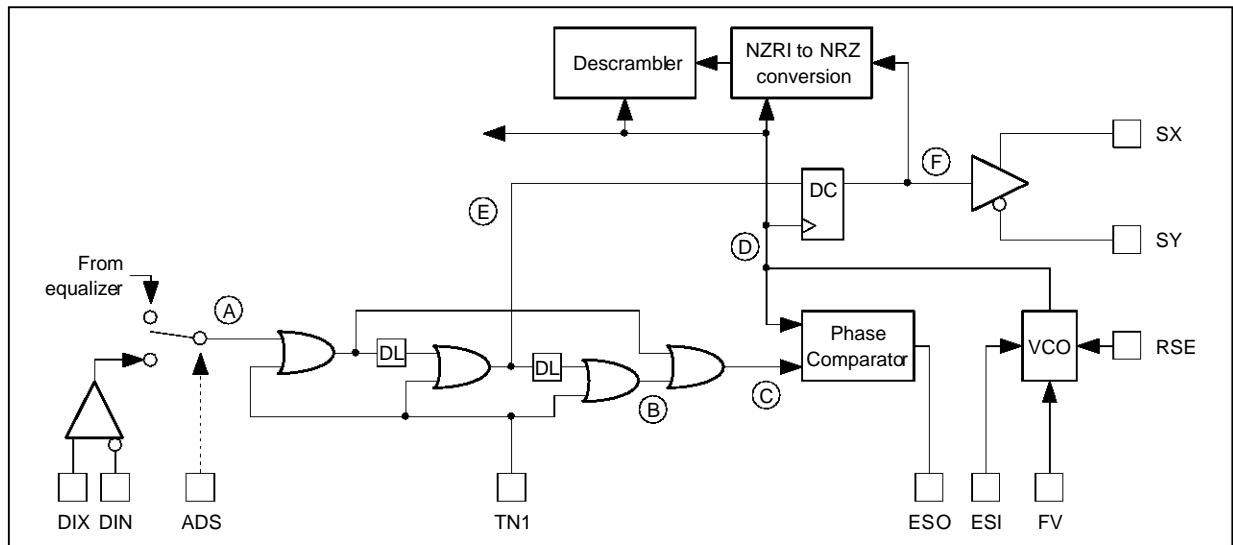 Descrambler
NZRI to NRZ
conversion
SX
F
DC
E
D
SY
From
equalizer
A
Phase
Comparator
VCO
RSE
DL
DL
B
C
DIX
DIN
ADS
TN1
ESO
ESI
FV